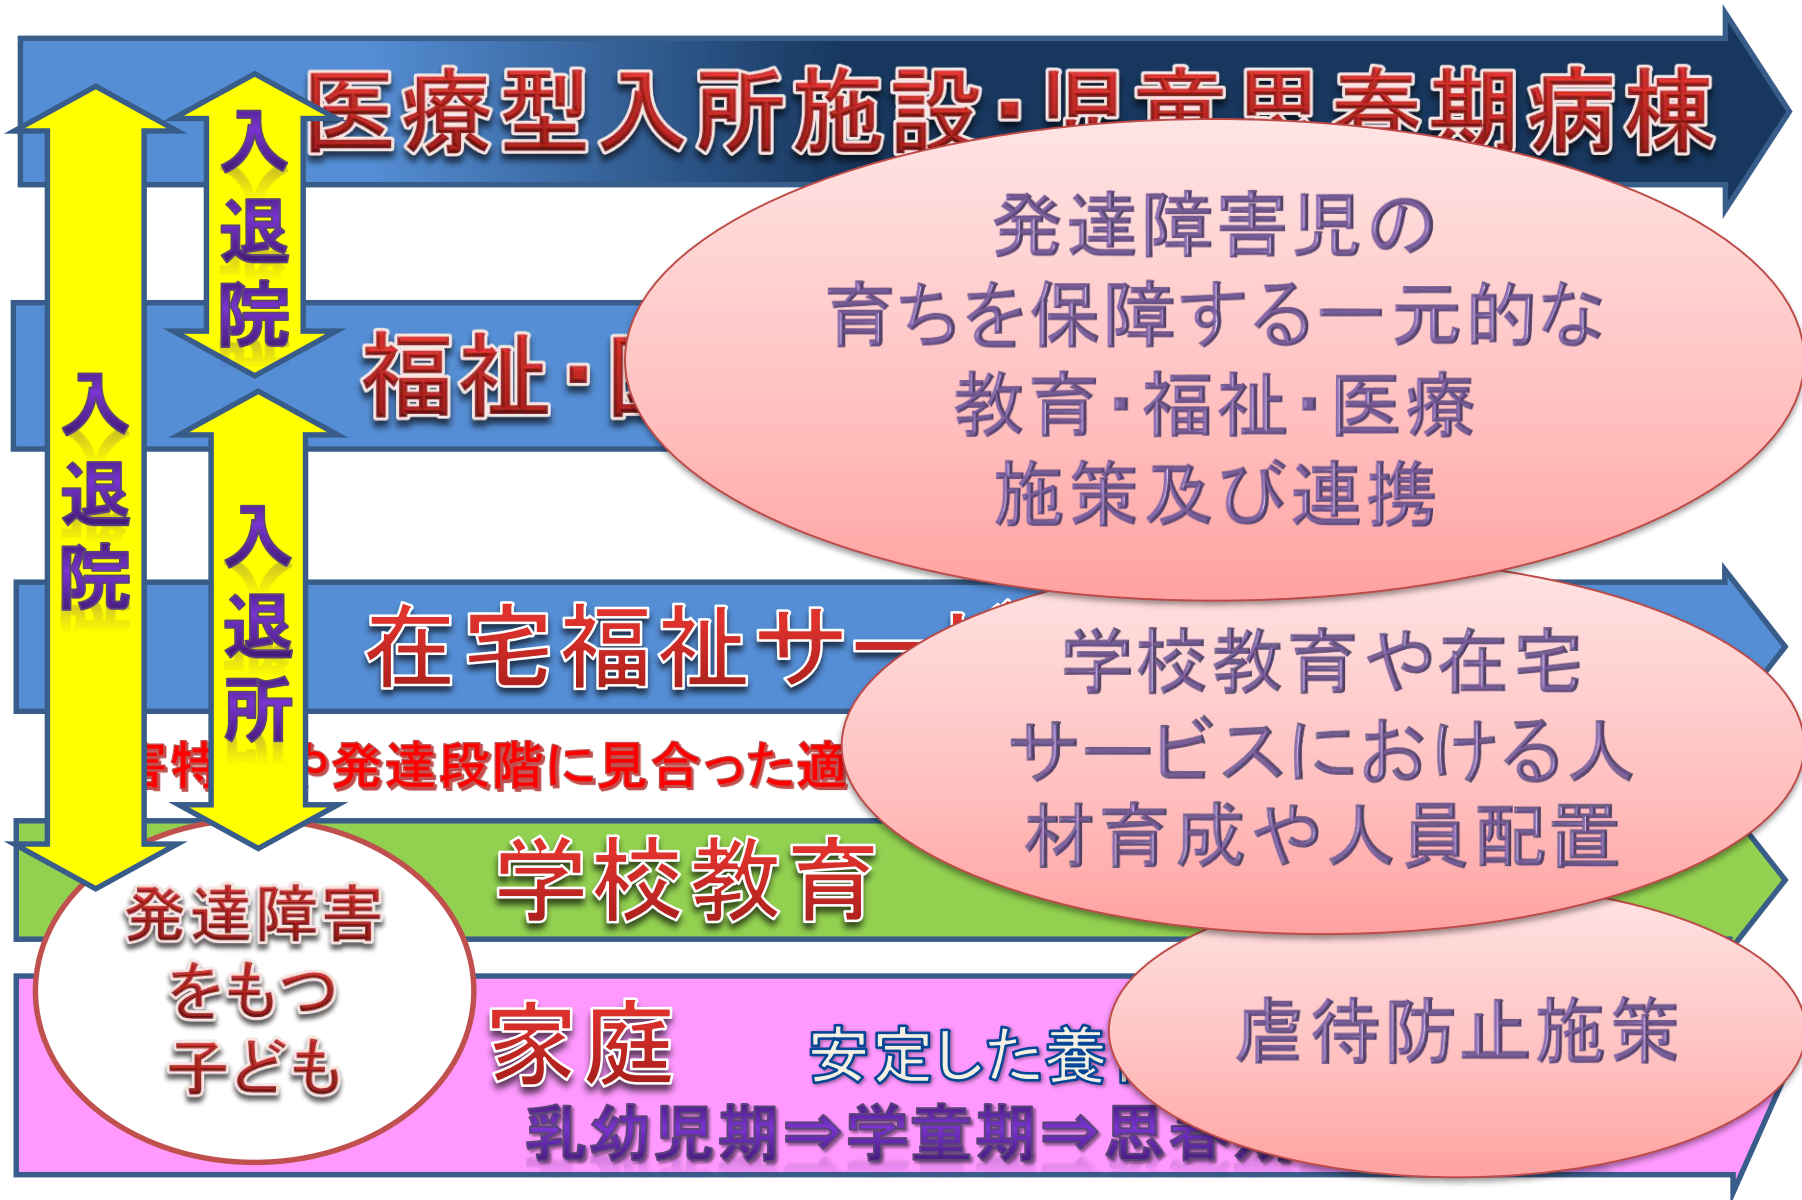 医療型入所施設・児童思春期病棟
入退院
発達障害児の
育ちを保障する一元的な
教育・福祉・医療
施策及び連携
福祉・
入退院
入退所
在宅福祉サー
学校教育や在宅
サービスにおける人
材育成や人員配置
害特 や発達段階に見合った適
学校教育
発達障害
をもつ
子ども
家庭
安定した養
虐待防止施策
乳幼児期⇒学童期⇒思春期